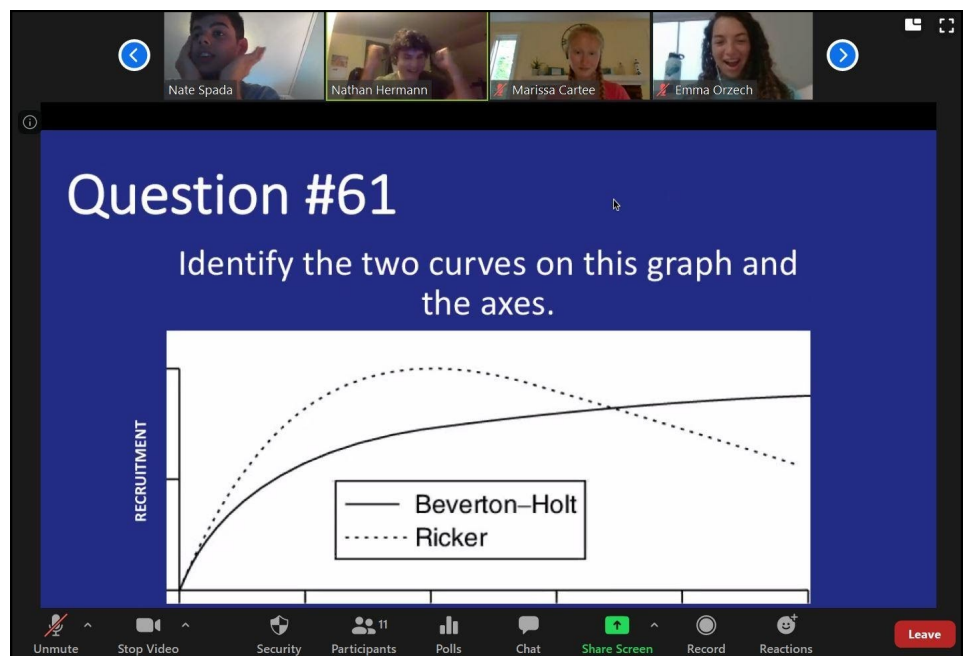 Nate Spada
Nathan Hermann
Marissa Cartee
Emma Orzech
Question #61
Identify the two curves on this graph and
the axes.
RECRUITMENT
Beverton–Holt
Ricker
Unmute
Stop Video
Security
11
Participants
Polls
Chat
Share Screen
Record
Reactions
Leave